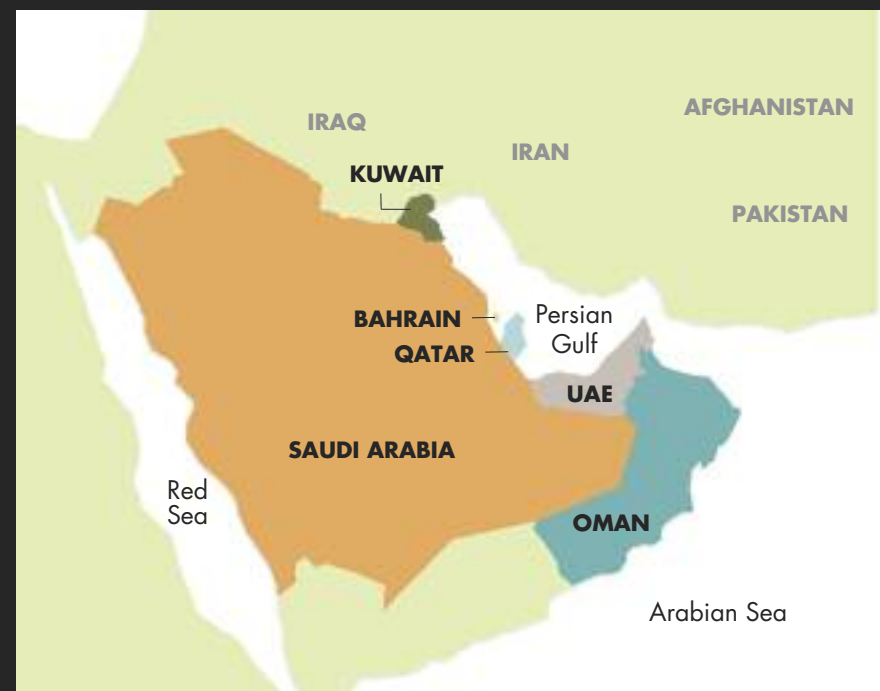 AFGHANISTAN
IRAQ
IRAN
KUWAIT
PAKISTAN
BAHRAIN
Persian
Gulf
QATAR
UAE
SAUDI ARABIA
Red
Sea
OMAN
Arabian Sea